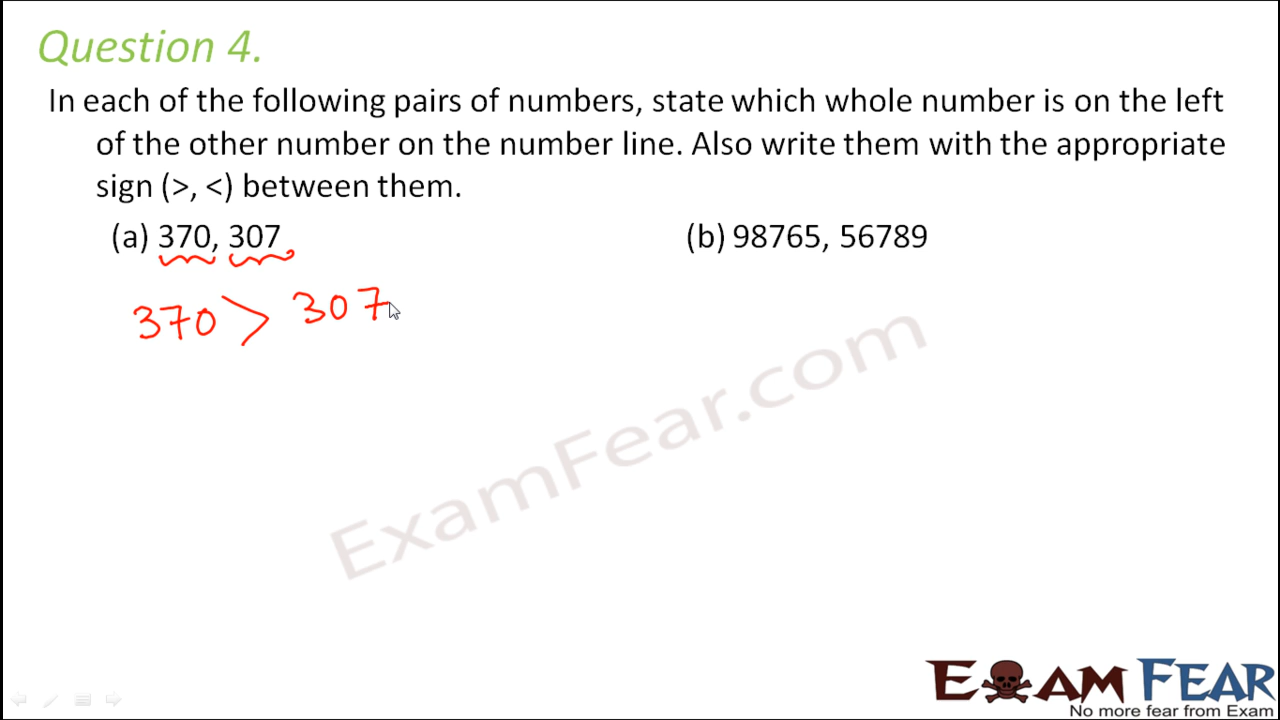 Question 4.
In each of the following pairs of numbers, state which whole number is on the left
of the other number on the number line. Also write them with the appropriate
sign (>, <) between them.
(a) 370, 307 (b) 98765, 56789
370 > 307
ExamFear.com
EXAM FEAR
No more fear from Exam